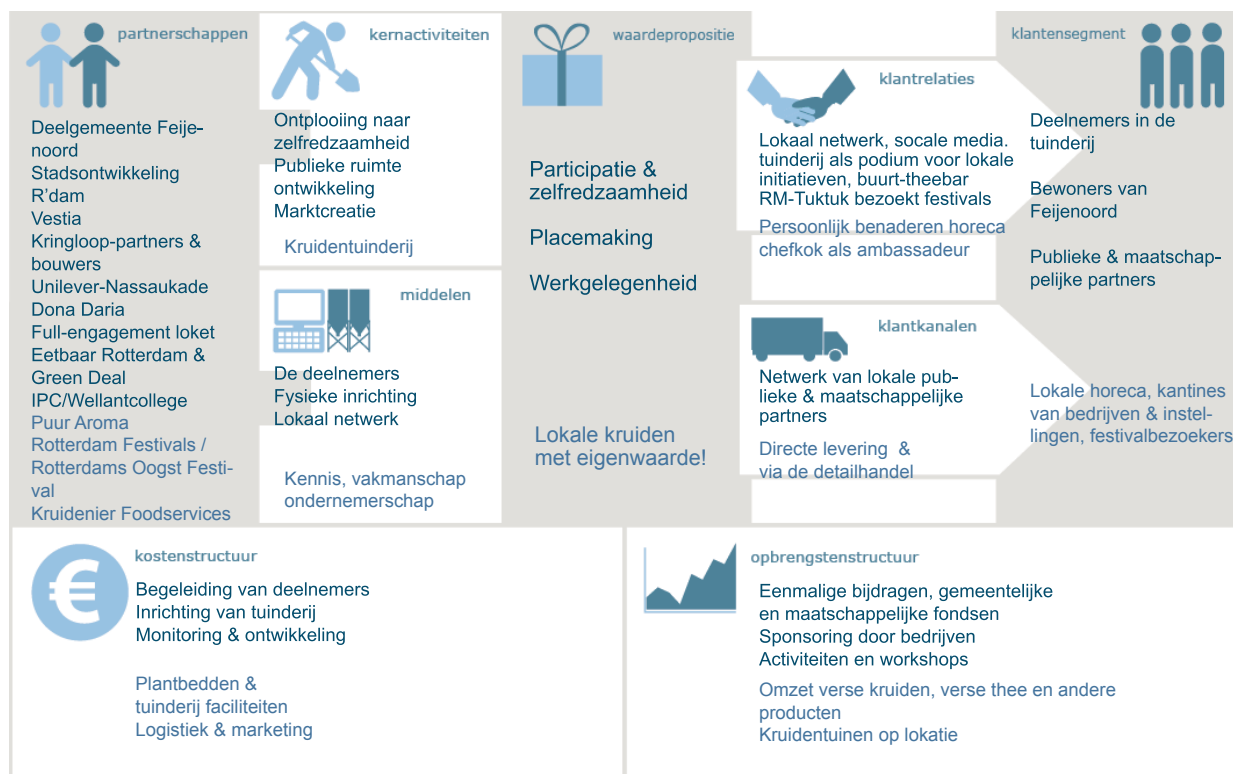 partnerschappen
Deelgemeente Feije-
noord
Stadsontwikkeling
R'dam
Vestia
Kringloop-partners &
bouwers
Unilever-Nassaukade
Dona Daria
Full-engagement loket
Eetbaar Rotterdam &
Green Deal
IPC/Wellantcollege
Puur Aroma
Rotterdam Festivals /
Rotterdams Oogst Festi-
val
Kruidenier Foodservices
kernactiviteiten
Ontplooiing naar
zelfredzaamheid
Publieke ruimte
ontwikkeling
Marktcreatie
Kruidentuinderij
middelen
De deelnemers
Fysieke inrichting
Lokaal netwerk
Kennis, vakmanschap
ondernemerschap
waardepropositie
Participatie &
zelfredzaamheid
Placemaking
Werkgelegenheid
Lokale kruiden
met eigenwaarde!
klantrelaties
Lokaal netwerk, socale media.
tuinderij als podium voor lokale
initiatieven, buurt-theebar
RM-Tuktuk bezoekt festivals
Persoonlijk benaderen horeca
chefkok als ambassadeur
klantkanalen
Netwerk van lokale pub-
lieke & maatschappelijke
partners
Directe levering &
via de detailhandel
klantensegment
Deelnemers in de
tuinderij
Bewoners van
Feijenoord
Publieke & maatschap-
pelijke partners
Lokale horeca, kantines
van bedrijven & instel-
lingen, festivalbezoekers
kostenstructuur
€
Begeleiding van deelnemers
Inrichting van tuinderij
Monitoring & ontwikkeling
Plantbedden &
tuinderij faciliteiten
Logistiek & marketing
opbrengstenstructuur
Eenmalige bijdragen, gemeentelijke
en maatschappelijke fondsen
Sponsoring door bedrijven
Activiteiten en workshops
Omzet verse kruiden, verse thee en andere
producten
Kruidentuinen op lokatie